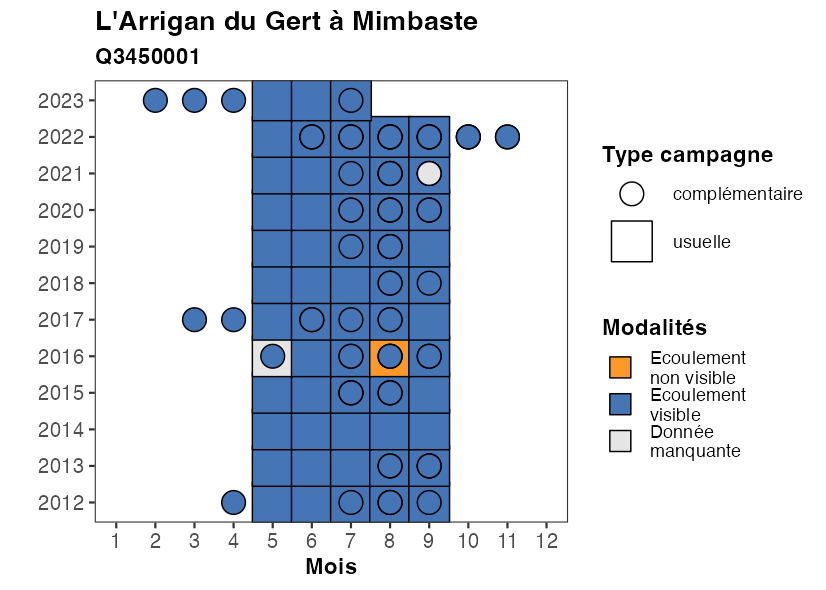 L'Arrigan du Gert à Mimbaste
Q3450001
2023
2022
2021
2020
2019
2018
2017
2016
2015
2014
2013
2012
1 2 3 4 5 6 7 8 9 10 11 12
Mois
Type campagne
complémentaire
usuelle
Modalités
Ecoulement
non visible
Ecoulement
visible
Donnée
manquante